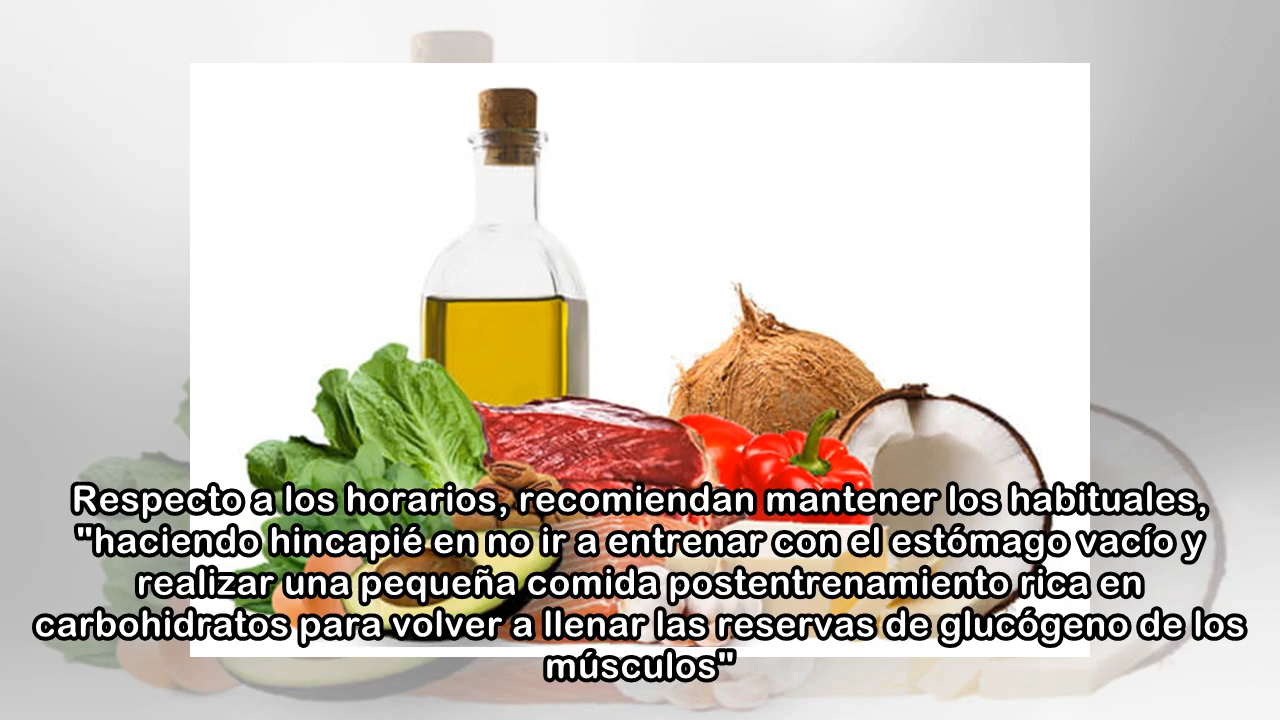 Respecto a los horarios, recomiendan mantener los habituales,
"haciendo hincapié en no ir a entrenar con el estómago vacío y
realizar una pequeña comida postentrenamiento rica en
carbohidratos para volver a llenar las reservas de glucógeno de los
músculos"